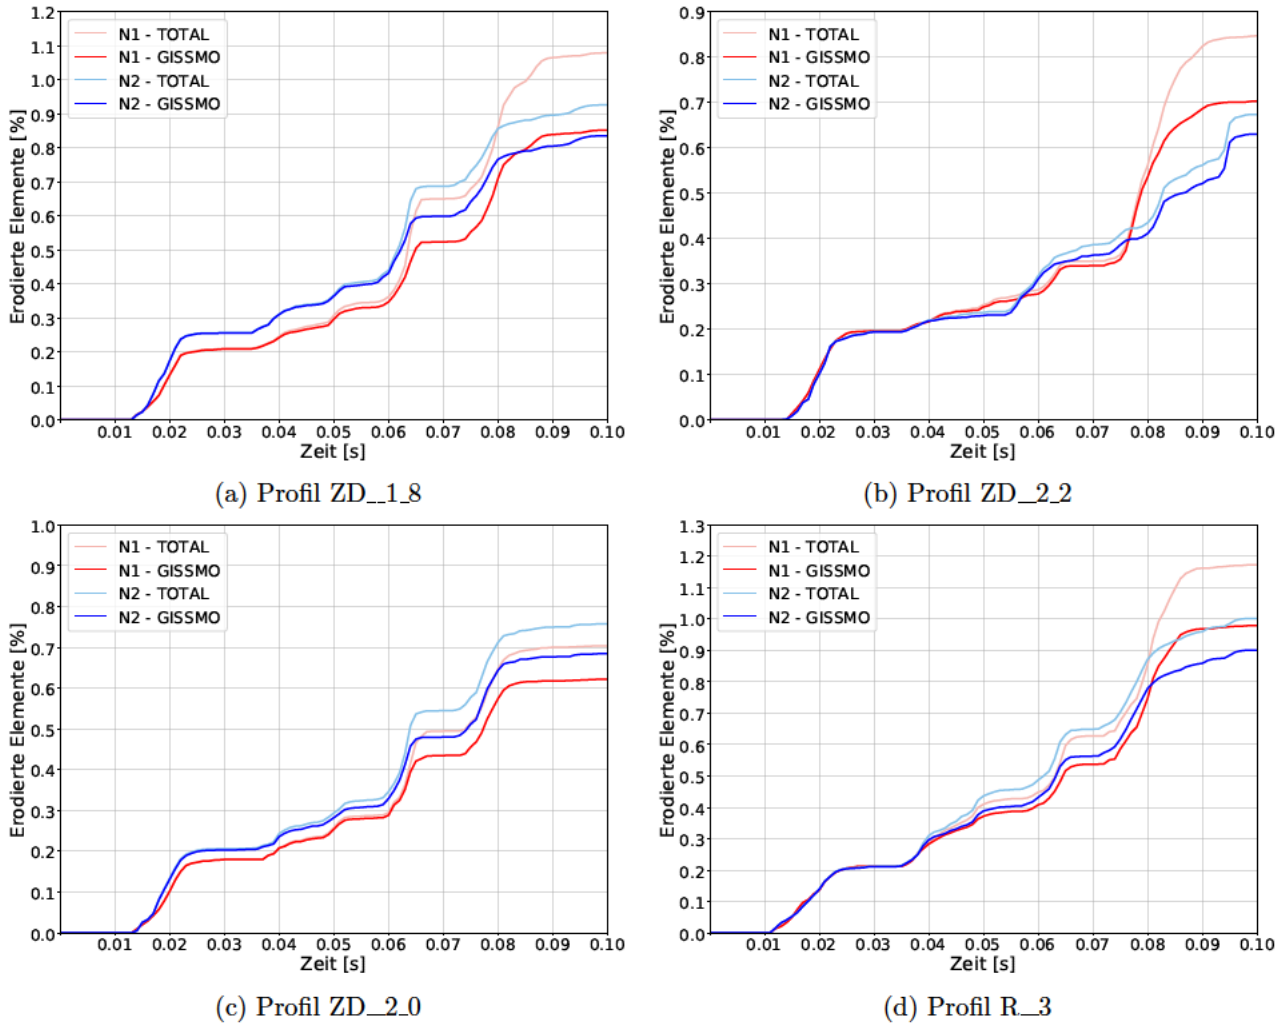 1.2
1.1
1.0
0.9
0.8
0.7
0.6
0.5
0.4
0.3
0.2
0.1
0.0
Erodierte Elemente [%]
N1 - TOTAL
N1 - GISSMO
N2 - TOTAL
N2 - GISSMO
0.01 0.02 0.03 0.04 0.05 0.06 0.07 0.08 0.09 0.10
Zeit [s]
(a) Profil ZD__1_8
0.9
0.8
0.7
0.6
0.5
0.4
0.3
0.2
0.1
0.0
Erodierte Elemente [%]
N1 - TOTAL
N1 - GISSMO
N2 - TOTAL
N2 - GISSMO
0.01 0.02 0.03 0.04 0.05 0.06 0.07 0.08 0.09 0.10
Zeit [s]
(b) Profil ZD__2_2
1.0
0.9
0.8
0.7
0.6
0.5
0.4
0.3
0.2
0.1
0.0
Erodierte Elemente [%]
N1 - TOTAL
N1 - GISSMO
N2 - TOTAL
N2 - GISSMO
0.01 0.02 0.03 0.04 0.05 0.06 0.07 0.08 0.09 0.10
Zeit [s]
(c) Profil ZD__2_0
1.3
1.2
1.1
1.0
0.9
0.8
0.7
0.6
0.5
0.4
0.3
0.2
0.1
0.0
Erodierte Elemente [%]
N1 - TOTAL
N1 - GISSMO
N2 - TOTAL
N2 - GISSMO
0.01 0.02 0.03 0.04 0.05 0.06 0.07 0.08 0.09 0.10
Zeit [s]
(d) Profil R__3